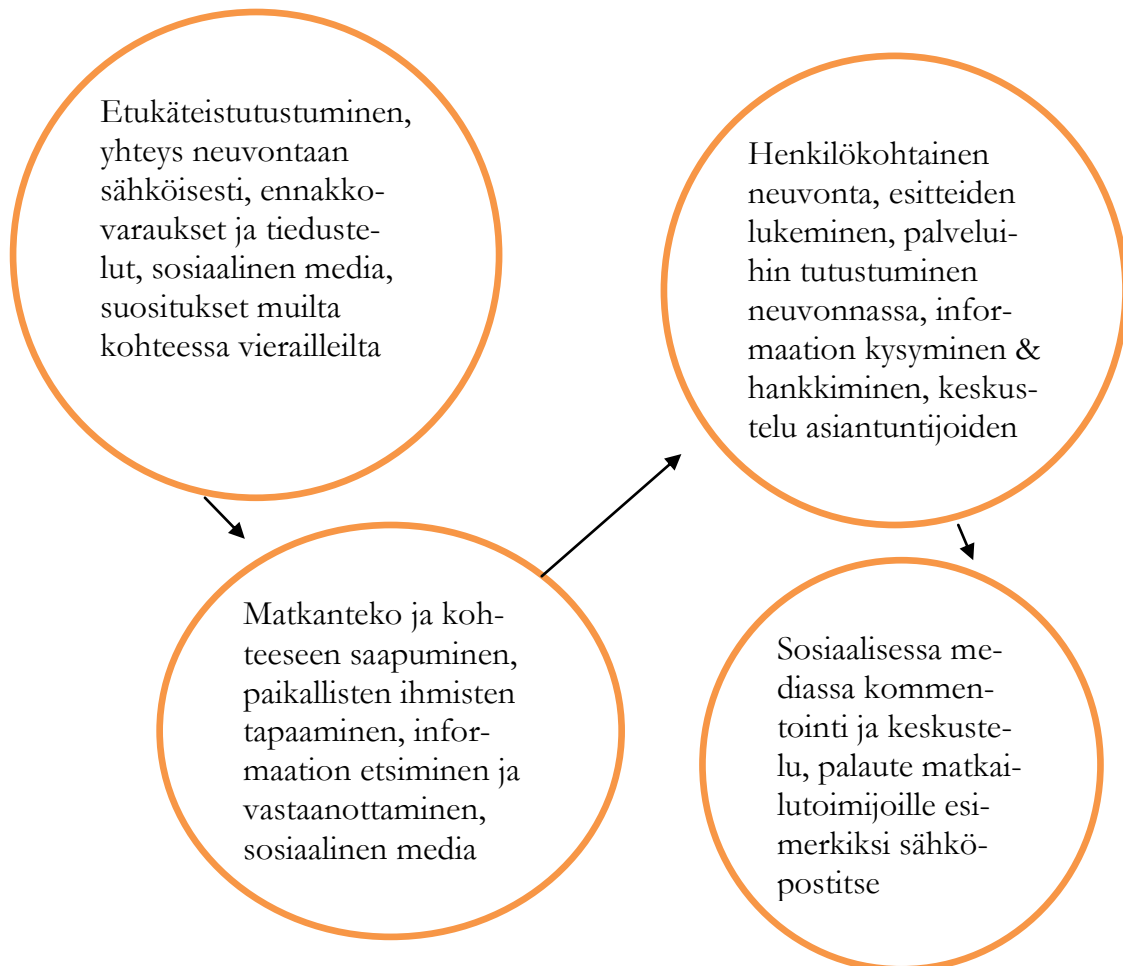 Etukäteistutustuminen,
yhteys neuvontaan
sähköisesti, ennakko-
varaukset ja tieduste-
lut, sosiaalinen media,
suositukset muilta
kohteessa vierailleilta
Matkanteko ja koh-
teeseen saapuminen,
paikallisten ihmisten
tapaaminen, infor-
maation etsiminen ja
vastaanottaminen,
sosiaalinen media
Henkilökohtainen
neuvonta, esitteiden
lukeminen, palvelui-
hin tutustuminen
neuvonnassa, infor-
maation kysyminen &
hankkiminen, keskus-
telu asiantuntijoiden
Sosiaalisessa me-
diassa kommen-
tointi ja keskuste-
lu, palaute matkai-
lutoimijoille esi-
merkiksi sähkö-
postitse